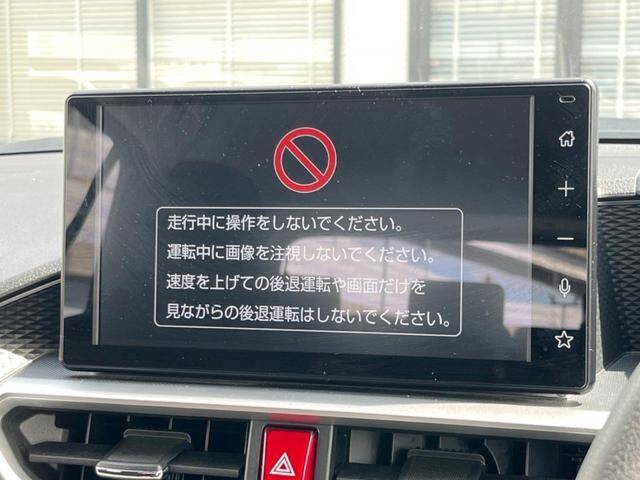 走行中に操作をしないでください。
運転中に画像を注視しないでください。
速度を上げての後退運転や画面だけを
見ながらの後退運転はしないでください。